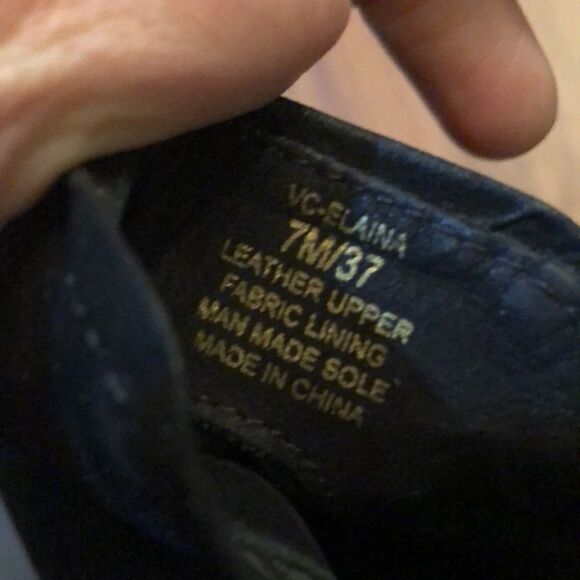 VC-ELAINA
7M/37
LEATHER UPPER
FABRIC LINING
MAN MADE SOLE
MADE IN CHINA